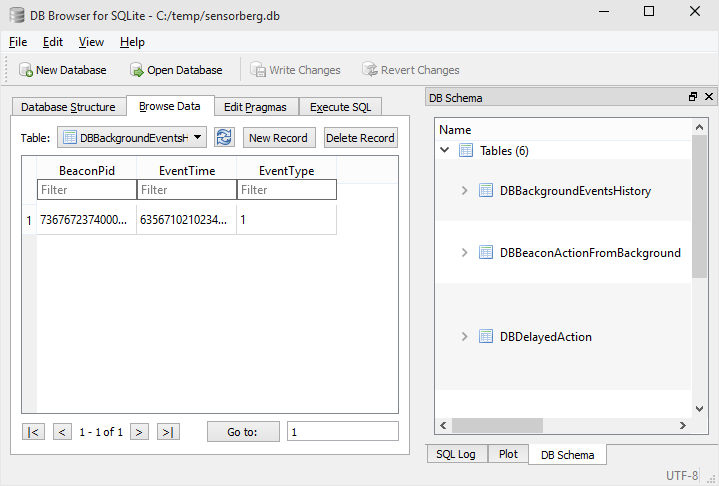 DB Browser for SQLite - C:/temp/sensorberg.db
File Edit View Help
New Database Open Database Write Changes Revert Changes
Database Structure Browse Data Edit Pragmas Execute SQL
Table: DBBackgroundEventsH New Record Delete Record
BeaconPid EventTime EventType
Filter Filter Filter
1 7367672374000... 6356710210234... 1
|< < 1 - 1 of 1 > >| Go to: 1
DB Schema
Name
Tables (6)
DBBackgroundEventsHistory
DBBeaconActionFromBackground
DBDelayedAction
SQL Log Plot DB Schema
UTF-8